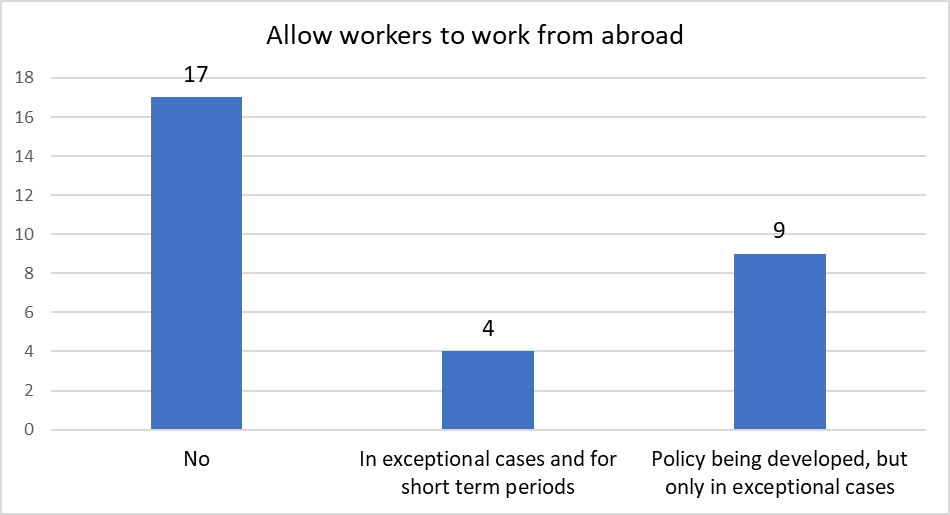 Allow workers to work from abroad
17
18
16
14
12
10
9
8
6
4
4
2
0
No
In exceptional cases and for
short term periods
Policy being developed, but
only in exceptional cases